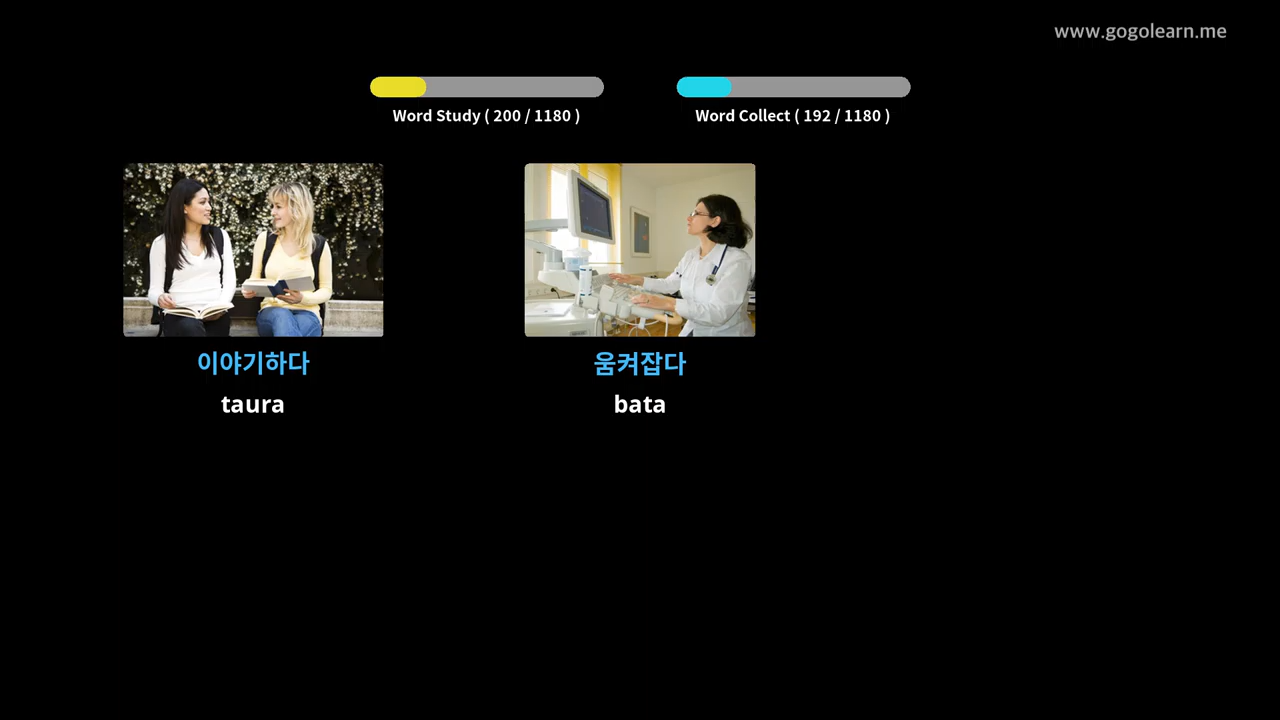 www.gogolearn.me
Word Study ( 200 / 1180 )
Word Collect ( 192 / 1180 )
이야기하다
taura
움켜잡다
bata